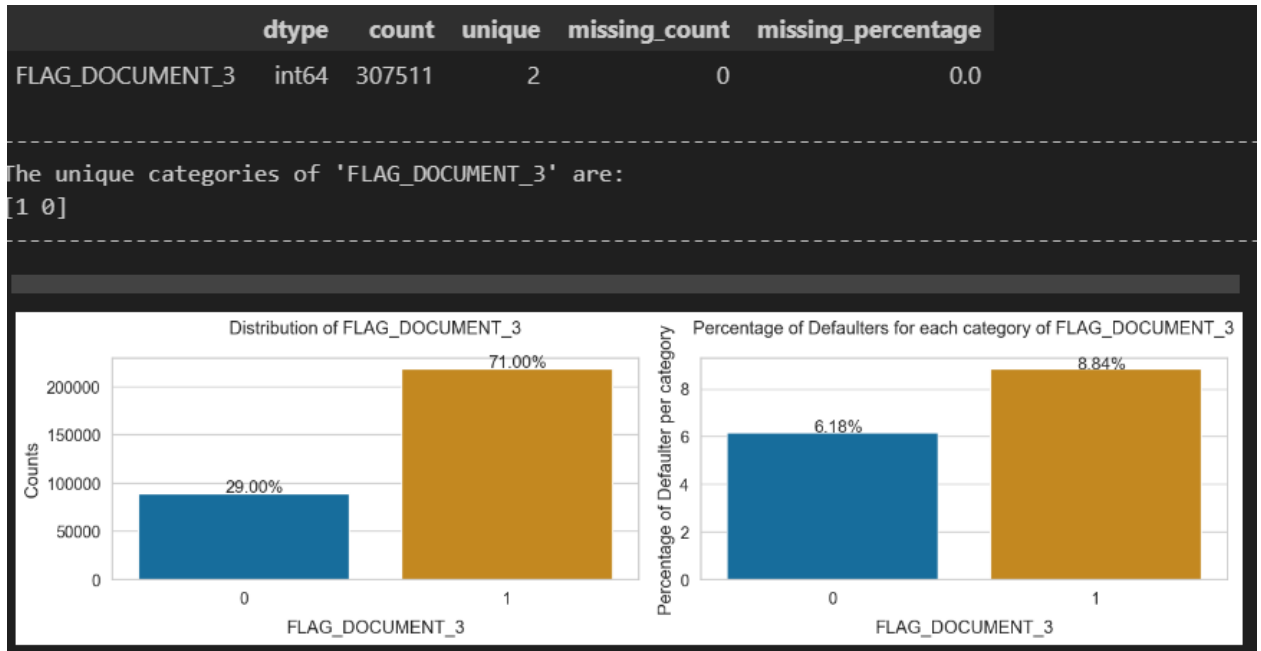 dtype count unique missing_count missing_percentage
FLAG_DOCUMENT_3 int64 307511 2 0 0.0
--------------------------------------------------------------------------------
The unique categories of 'FLAG_DOCUMENT_3' are:
[1 0]
--------------------------------------------------------------------------------
Distribution of FLAG_DOCUMENT_3
71.00%
29.00%
200000
150000
100000
50000
0
Counts
0 1
FLAG_DOCUMENT_3
Percentage of Defaulters for each category of FLAG_DOCUMENT_3
8.84%
6.18%
8
6
4
2
0
Percentage of Defaulter per category
0 1
FLAG_DOCUMENT_3